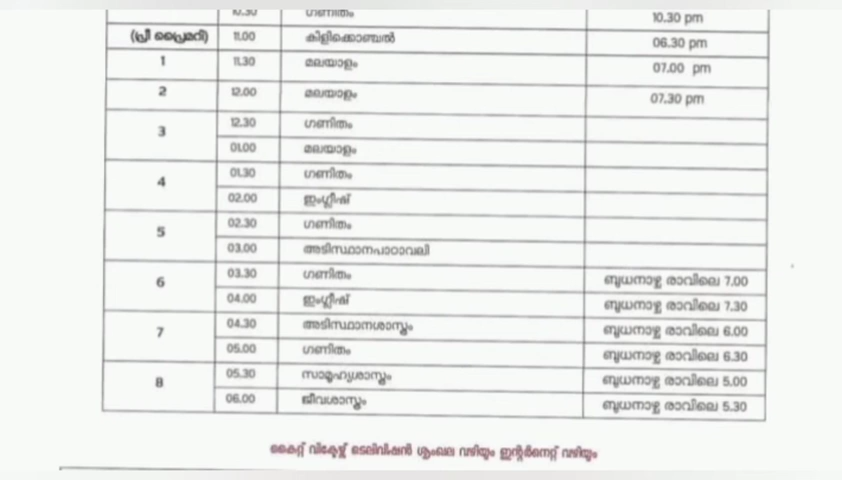 10.30 ഗണിതം 10.30 pm
(പ്രീ പ്രൈമറി) 11.00 കിളിക്കൊഞ്ചൽ 06.30 pm
1 11.30 മലയാളം 07.00 pm
2 12.00 മലയാളം 07.30 pm
3 12.30 ഗണിതം
01.00 മലയാളം
4 01.30 ഗണിതം
02.00 ഇംഗ്ലീഷ്
5 02.30 ഗണിതം
03.00 അടിസ്ഥാനപാഠാവലി
6 03.30 ഗണിതം ബുധനാഴ്ച രാവിലെ 7.00
04.00 ഇംഗ്ലീഷ് ബുധനാഴ്ച രാവിലെ 7.30
7 04.30 അടിസ്ഥാനശാസ്ത്രം ബുധനാഴ്ച രാവിലെ 6.00
05.00 ഗണിതം ബുധനാഴ്ച രാവിലെ 6.30
8 05.30 സാമൂഹ്യശാസ്ത്രം ബുധനാഴ്ച രാവിലെ 5.00
06.00 ജീവശാസ്ത്രം ബുധനാഴ്ച രാവിലെ 5.30
കൈറ്റ് വിക്ടേഴ്സ് ടെലിവിഷൻ ശൃംഖല വഴിയും ഇന്റർനെറ്റ് വഴിയും